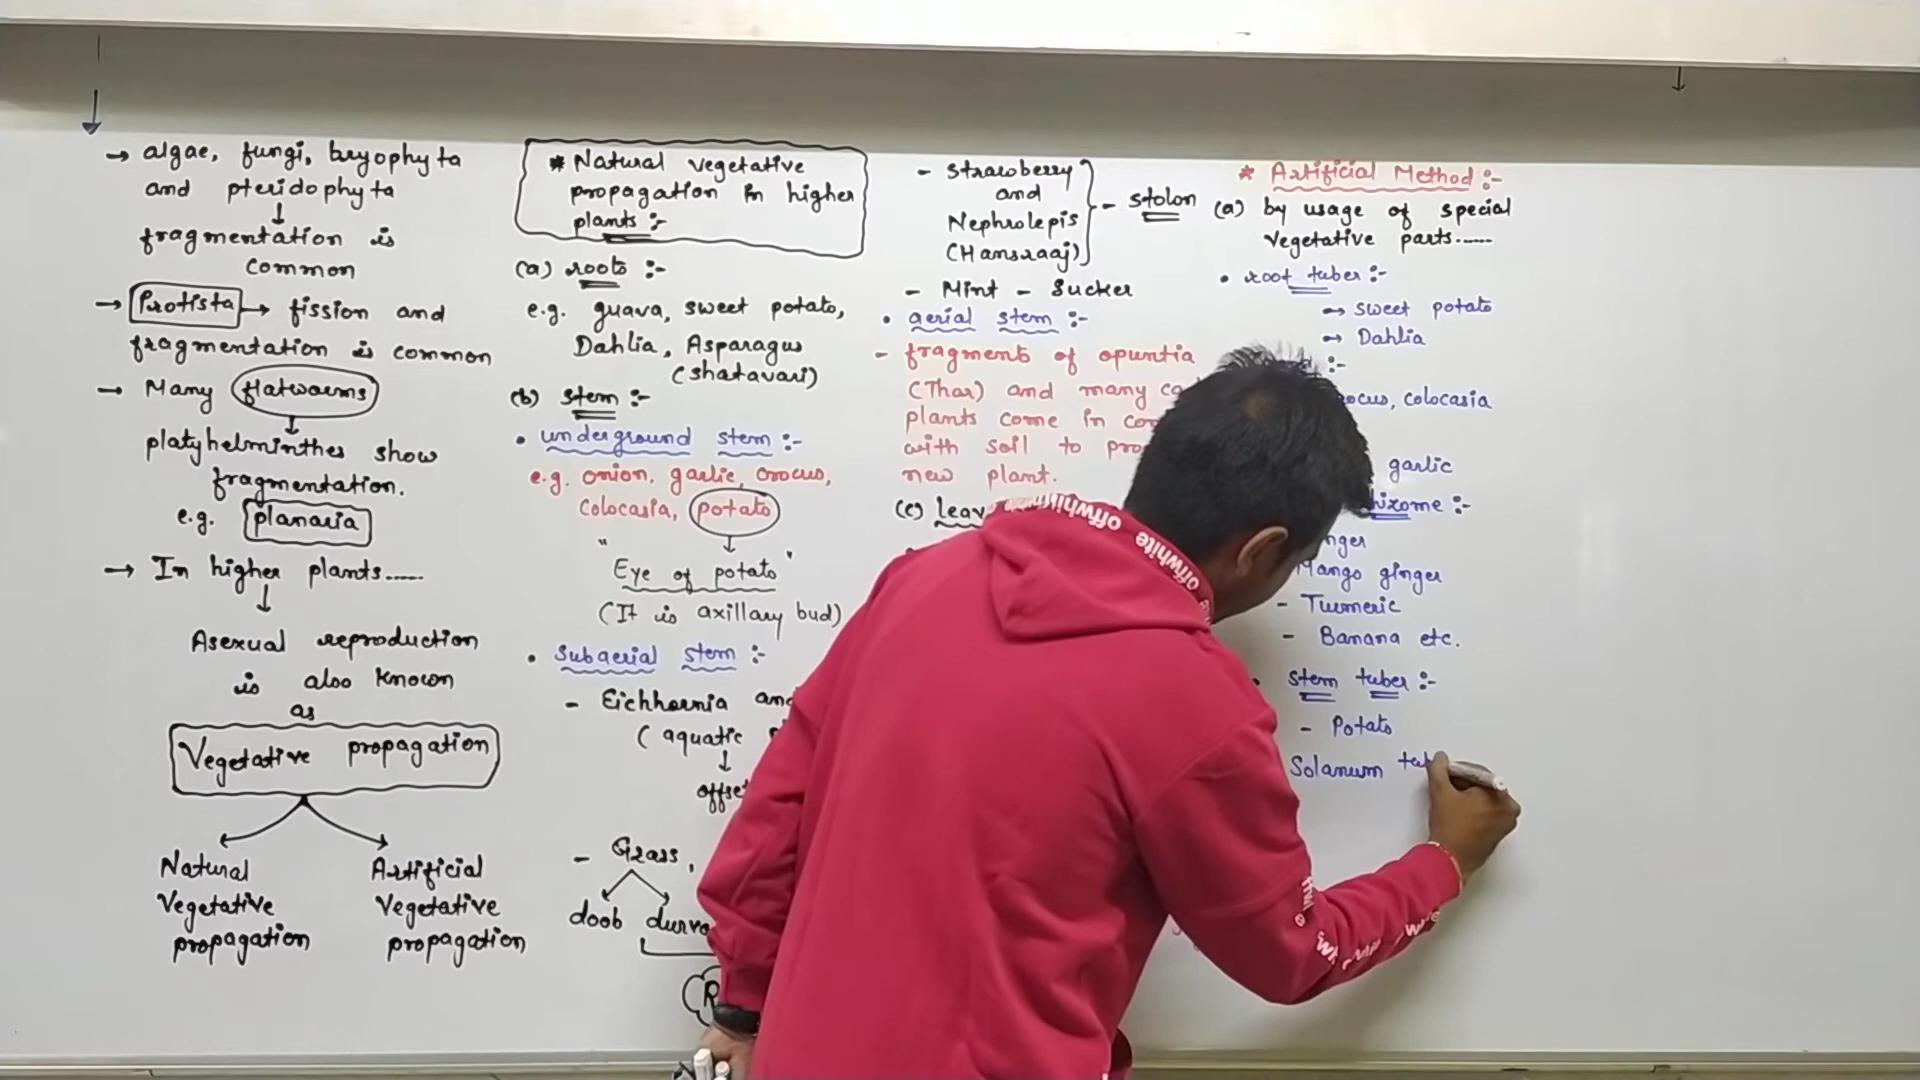 → algae, fungi, bryophyta
and pteridophyta
↓
fragmentation is
common
→ Protista → fission and
fragmentation is common
→ Many flatworms
↓
platyhelminthes show
fragmentation.
e.g. planaria
→ In higher plants......
↓
Asexual reproduction
is also known
as
Vegetative propagation
Natural
Vegetative
propagation
Artificial
vegetative
propagation
* Natural vegetative
propagation in higher
plants :-
(a) roots :-
e.g. guava, sweet potato,
Dahlia, Asparagus
(shatavari)
(b) stem :-
• underground stem :-
e.g. onion, garlic, crocus,
Colocasia, potato
↓
"Eye of potato"
(It is axillary bud)
• Subaerial stem :-
- Eichhornia and
(aquatic
↓
- Grass,
doob
- Strawberry
and
Nephrolepis
(Hansraaj)
- stolon
- Mint - Sucker
• aerial stem :-
- fragments of opuntia
(Thar) and many
plants come in
with soil to
new plant.
(c)
offwhite
offwhite
* Artificial Method :-
(a) by usage of special
vegetative parts......
• root tuber :-
→ sweet potato
→ Dahlia
:-
colocasia
garlic
:-
Mango ginger
- Turmeric
- Banana etc.
• stem tuber :-
- Potato
Solanum